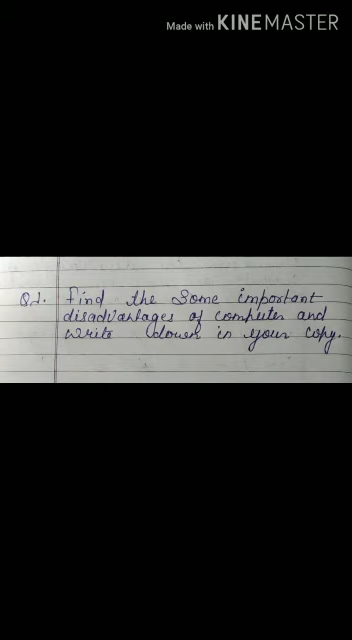 Made with KINEMASTER
Q1. Find the Some important
disadvantages of computer and
write down in your copy.